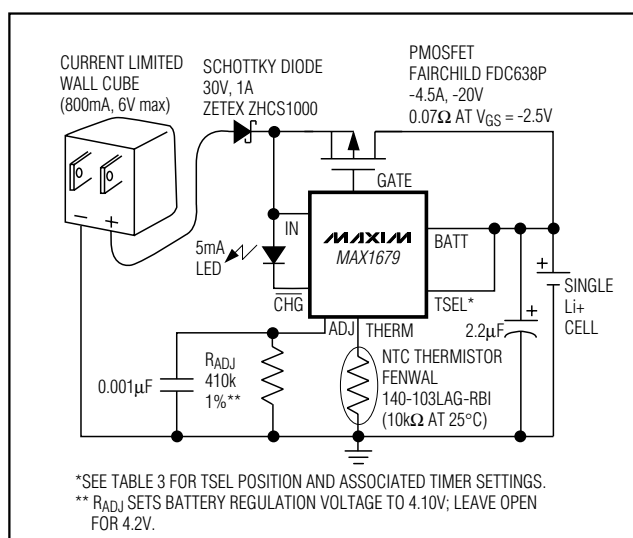 CURRENT LIMITED
WALL CUBE
(800mA, 6V max)
SCHOTTKY DIODE
30V, 1A
ZETEX ZHCS1000
PMOSFET
FAIRCHILD FDC638P
-4.5A, -20V
0.07Ω AT VGS = -2.5V
GATE
IN
MAXIM
MAX1679
BATT
5mA
LED
CHG
TSEL*
ADJ
THERM
SINGLE
Li+
CELL
2.2µF
0.001µF
RADJ
410k
1%**
NTC THERMISTOR
FENWAL
140-103LAG-RBI
(10kΩ AT 25°C)
*SEE TABLE 3 FOR TSEL POSITION AND ASSOCIATED TIMER SETTINGS.
** RADJ SETS BATTERY REGULATION VOLTAGE TO 4.10V; LEAVE OPEN
FOR 4.2V.